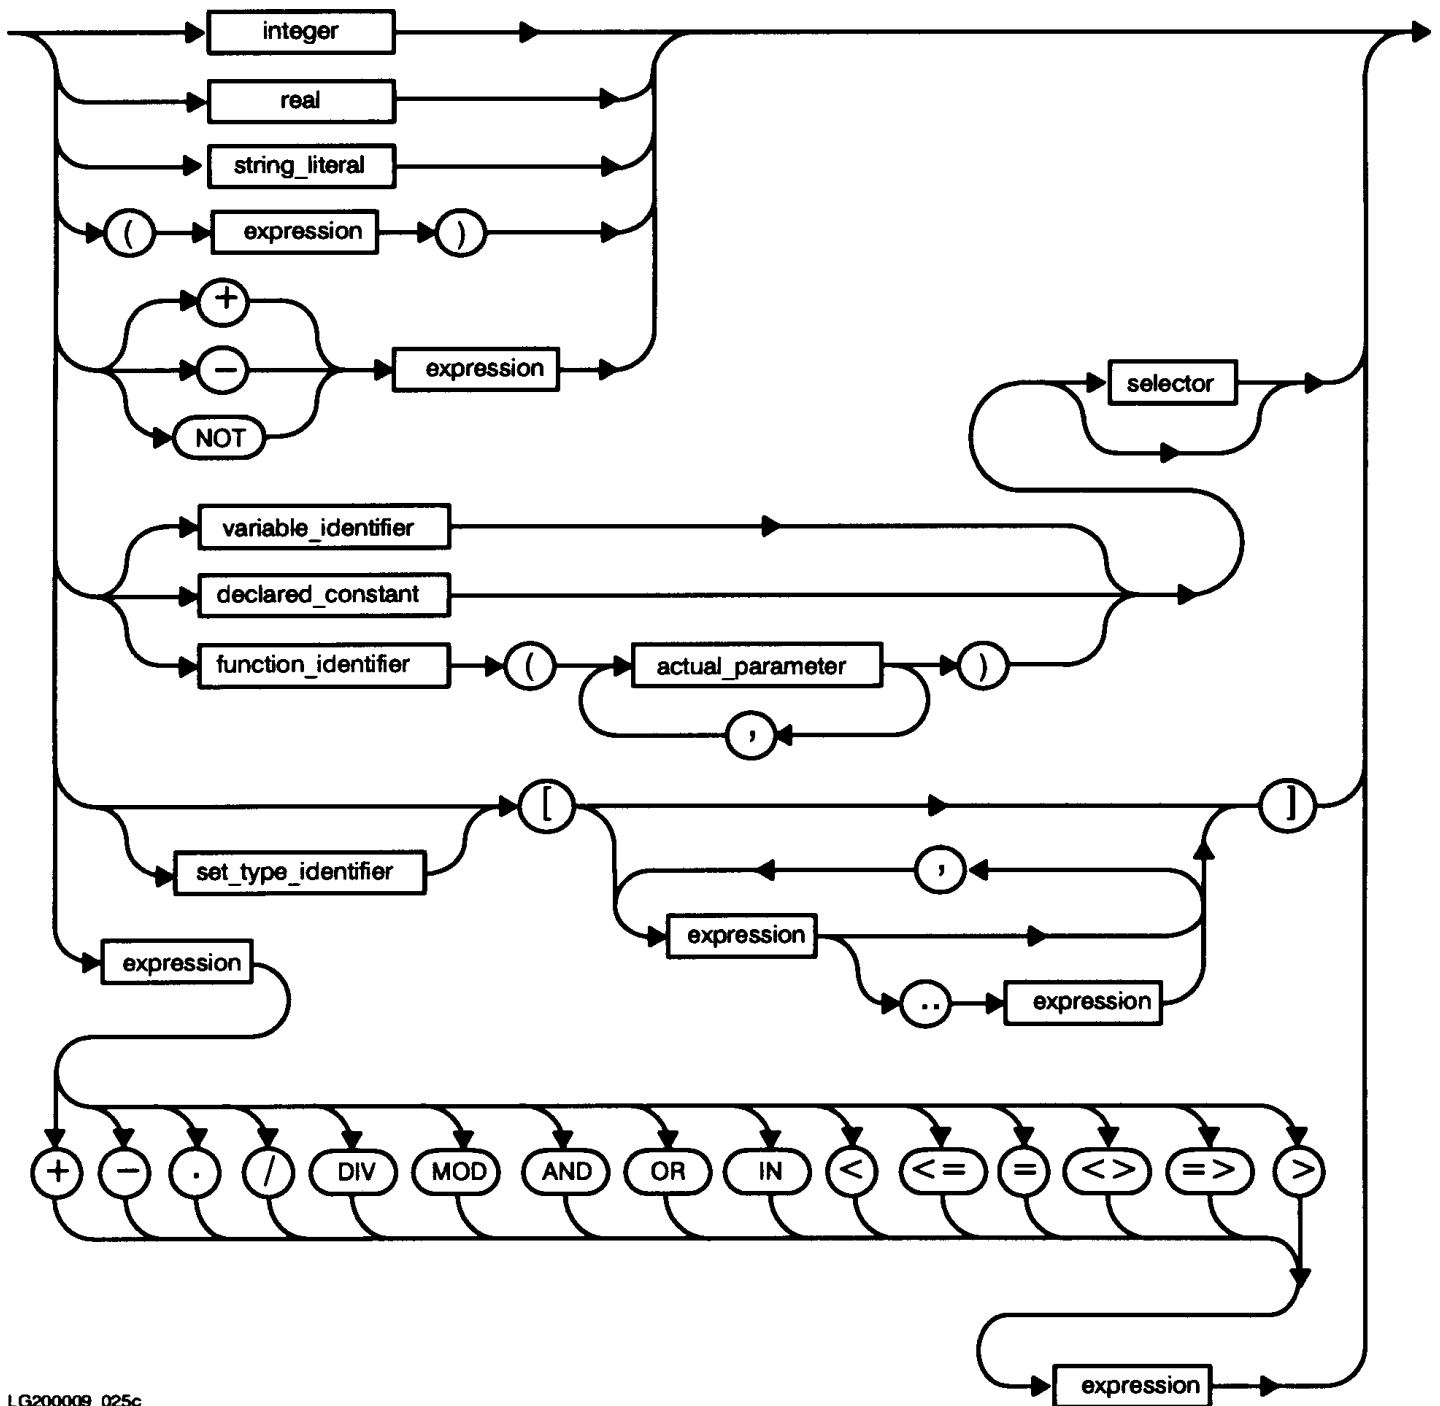 integer
real
string_literal
( expression )
+
− expression
NOT
selector
variable_identifier
declared_constant
function_identifier ( actual_parameter )
,
[ ]
set_type_identifier
,
expression
expression
.. expression
+ − . / DIV MOD AND OR IN < <= = <> => >
expression
LG200009_025c